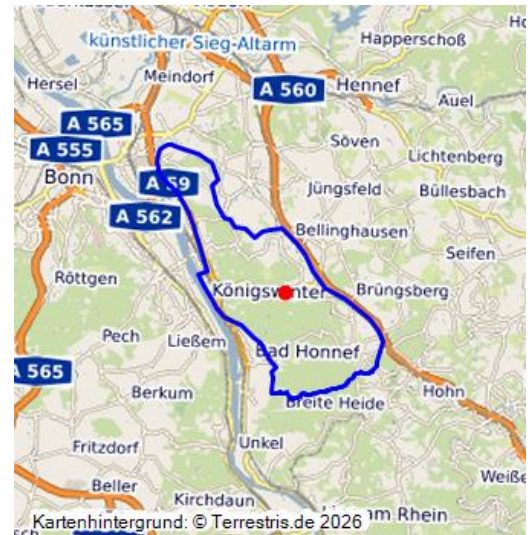 künstlicher Sieg-Altarm
Happerschoß
Meindorf
Hersel
A 560
Hennef
Auel
A 565
Söven
A 555
Lichtenberg
Bonn
A 59
Jüngsfeld
Büllesbach
A 562
Bellinghausen
Seifen
Röttgen
Königswinter
Brüngsberg
Pech
Ließem
Bad Honnef
A 565
Berkum
Hohn
Breite Heide
Fritzdorf
Unkel
Beller
Weiße
Kirchdaun
am Rhein
Kartenhintergrund: © Terrestris.de 2026